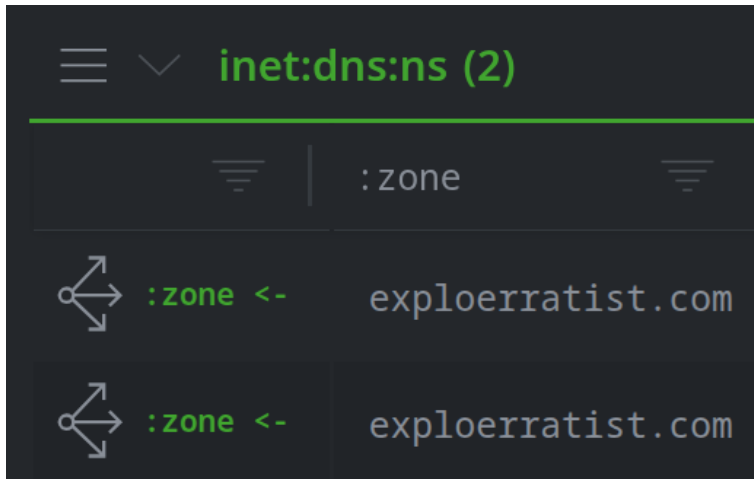 inet:dns:ns (2)
:zone
:zone <- exploerratist.com
:zone <- exploerratist.com